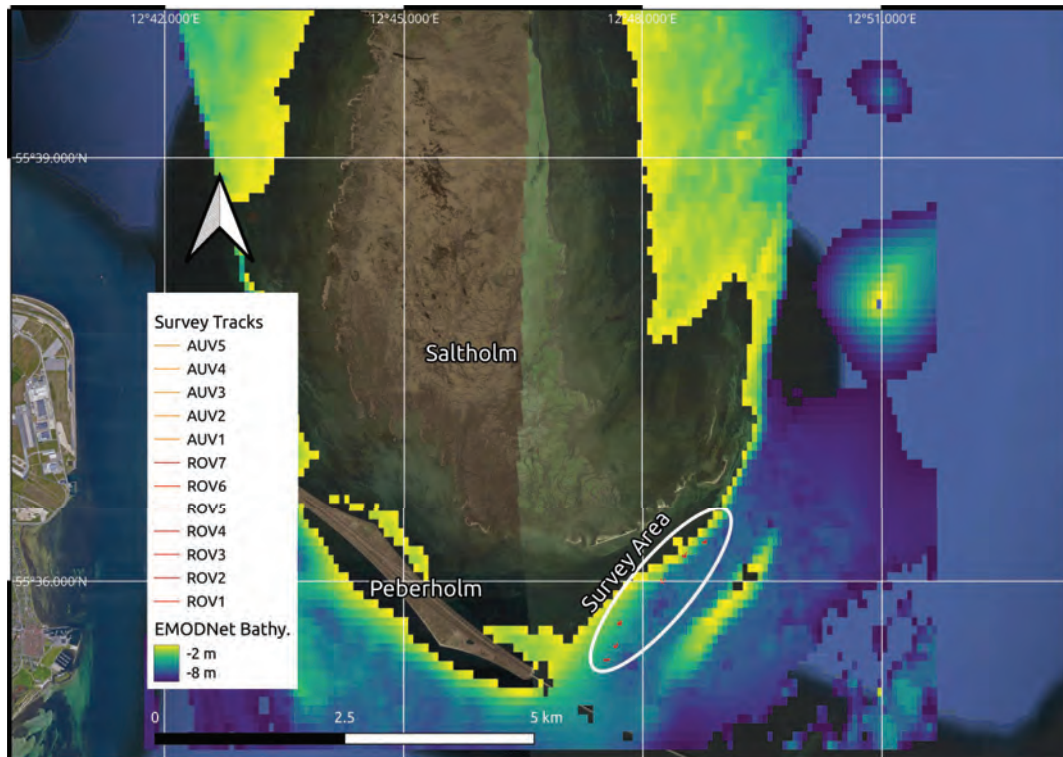 12°42.000'E 12°45.000'E 12°48.000'E 12°51.000'E
55°39.000'N
Survey Tracks
AUV5
AUV4
AUV3
AUV2
AUV1
ROV7
ROV6
ROV5
ROV4
ROV3
ROV2
ROV1
EMODNet Bathy.
-2 m
-8 m
Saltholm
Peberholm
Survey Area
55°36.000'N
0 2.5 5 km